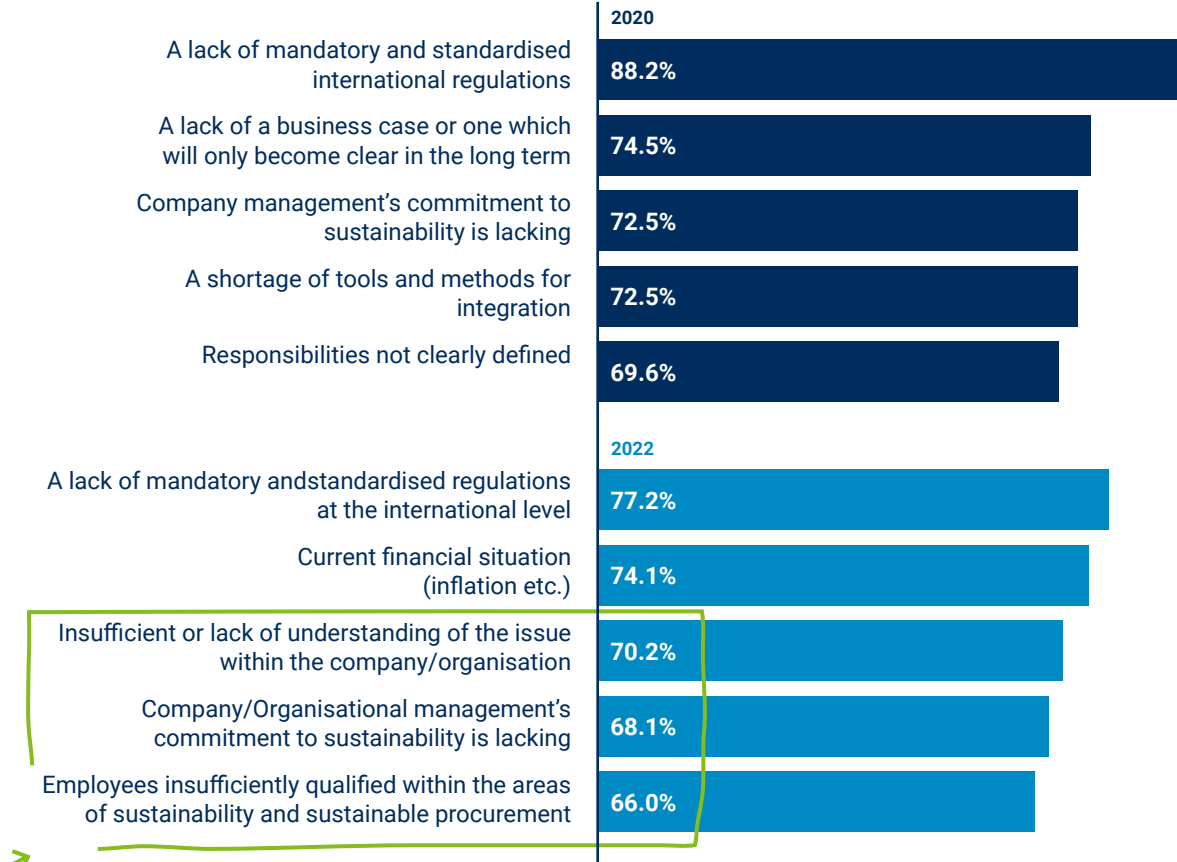 2020
A lack of mandatory and standardised
international regulations
88.2%
A lack of a business case or one which
will only become clear in the long term
74.5%
Company management’s commitment to
sustainability is lacking
72.5%
A shortage of tools and methods for
integration
72.5%
Responsibilities not clearly defined
69.6%
2022
A lack of mandatory andstandardised regulations
at the international level
77.2%
Current financial situation
(inflation etc.)
74.1%
Insufficient or lack of understanding of the issue
within the company/organisation
70.2%
Company/Organisational management’s
commitment to sustainability is lacking
68.1%
Employees insufficiently qualified within the areas
of sustainability and sustainable procurement
66.0%